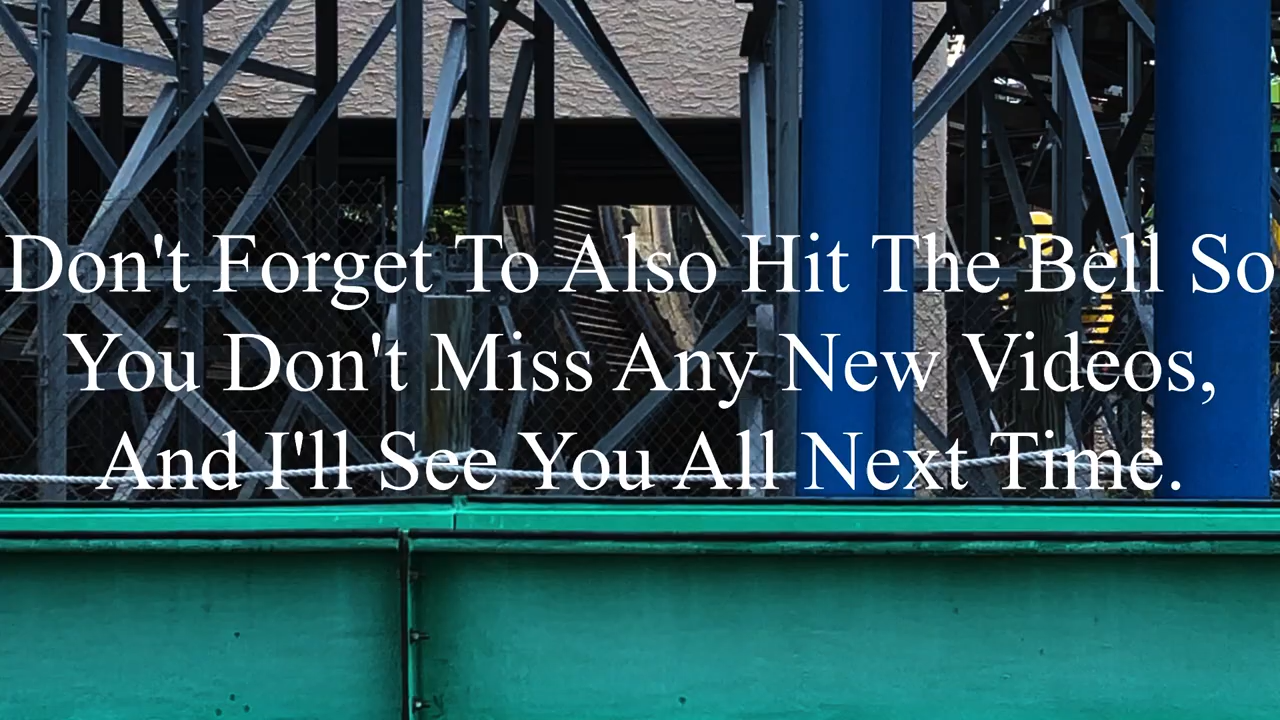 Don't Forget To Also Hit The Bell So
You Don't Miss Any New Videos,
And I'll See You All Next Time.